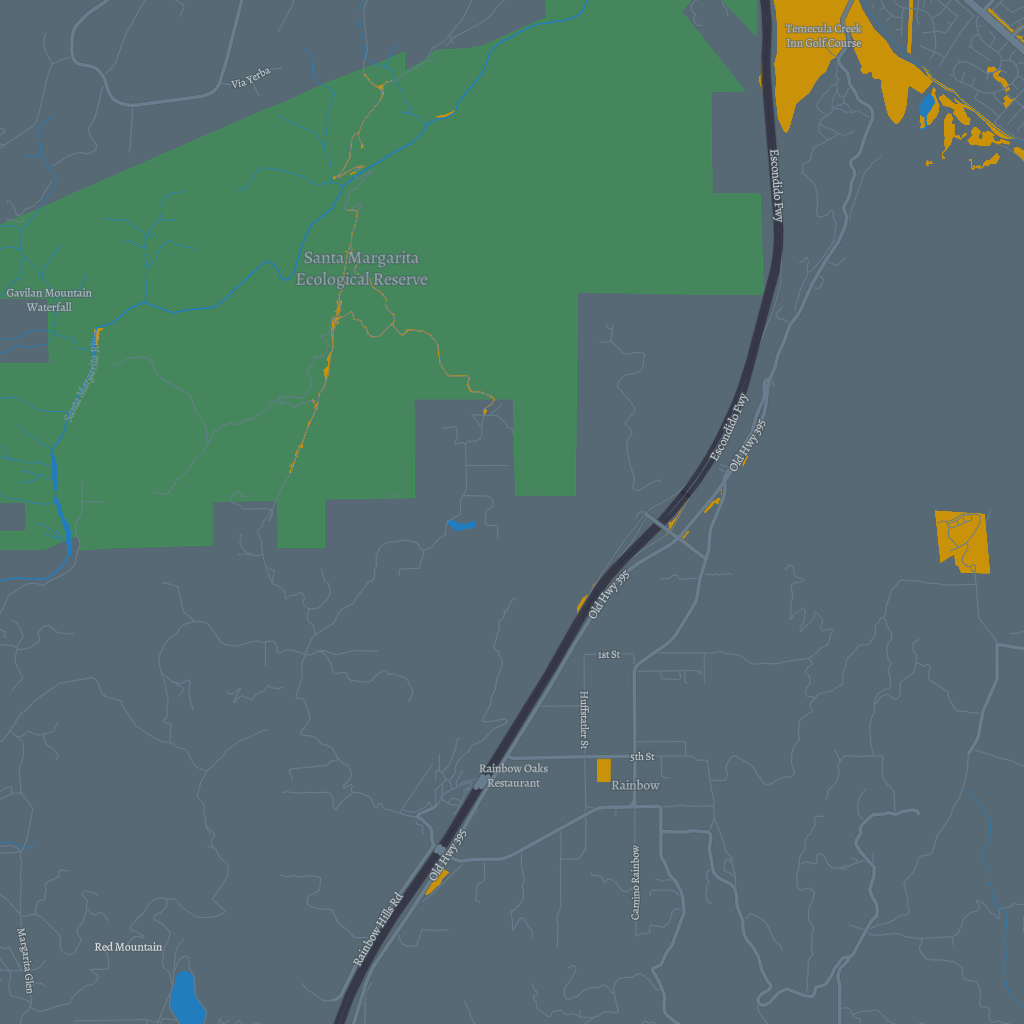 Temecula Creek
Inn Golf Course
Via Yerba
Escondido Fwy
Santa Margarita
Ecological Reserve
Gavilan Mountain
Waterfall
Santa Margarita River
Escondido Fwy
Old Hwy 395
Old Hwy 395
1st St
Huffstatler St
5th St
Rainbow Oaks
Restaurant
Rainbow
Old Hwy 395
Camino Rainbow
Rainbow Hills Rd
Red Mountain
Margarita Glen